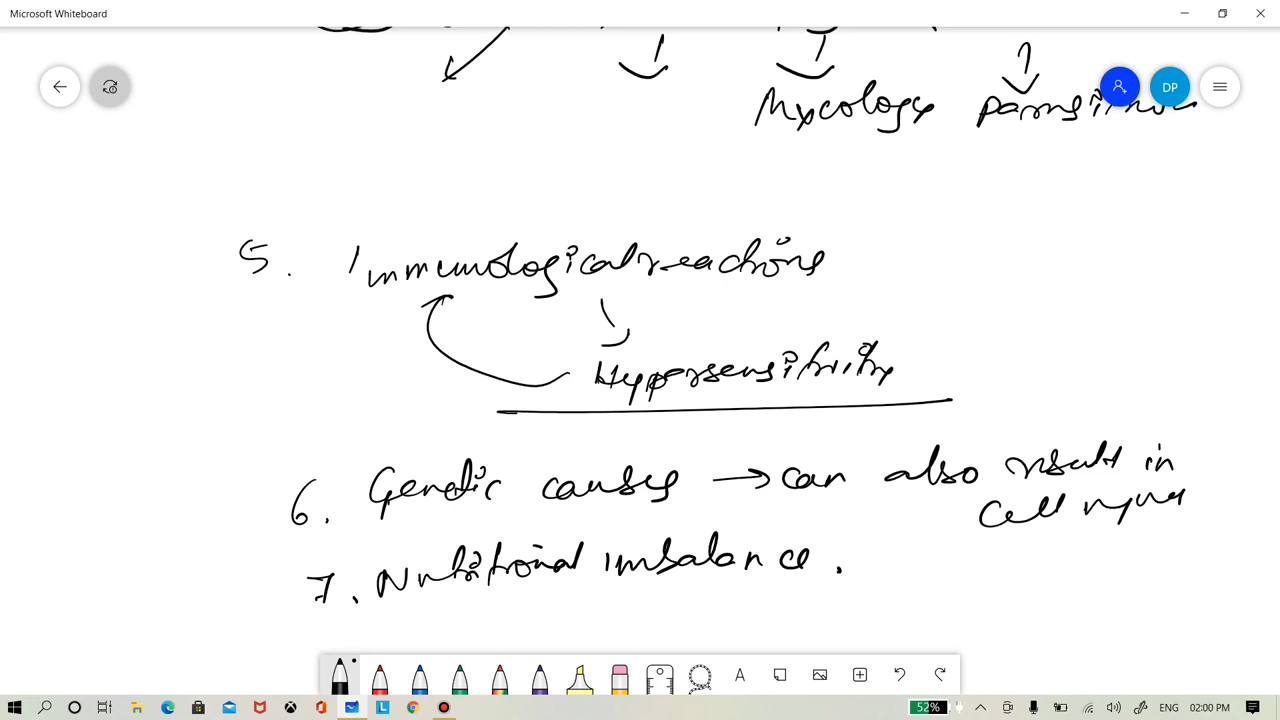 Microsoft Whiteboard
DP
Mycology
5. Immunological reactions
Hypersensitivity
6. Genetic causes → can also result in
cell injury
7. Nutritional imbalance.
A
52%
ENG 02:00 PM